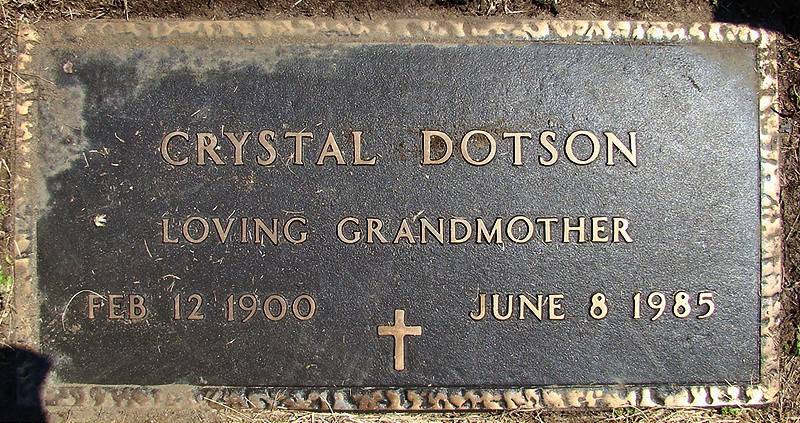 CRYSTAL DOTSON
LOVING GRANDMOTHER
FEB 12 1900 JUNE 8 1985